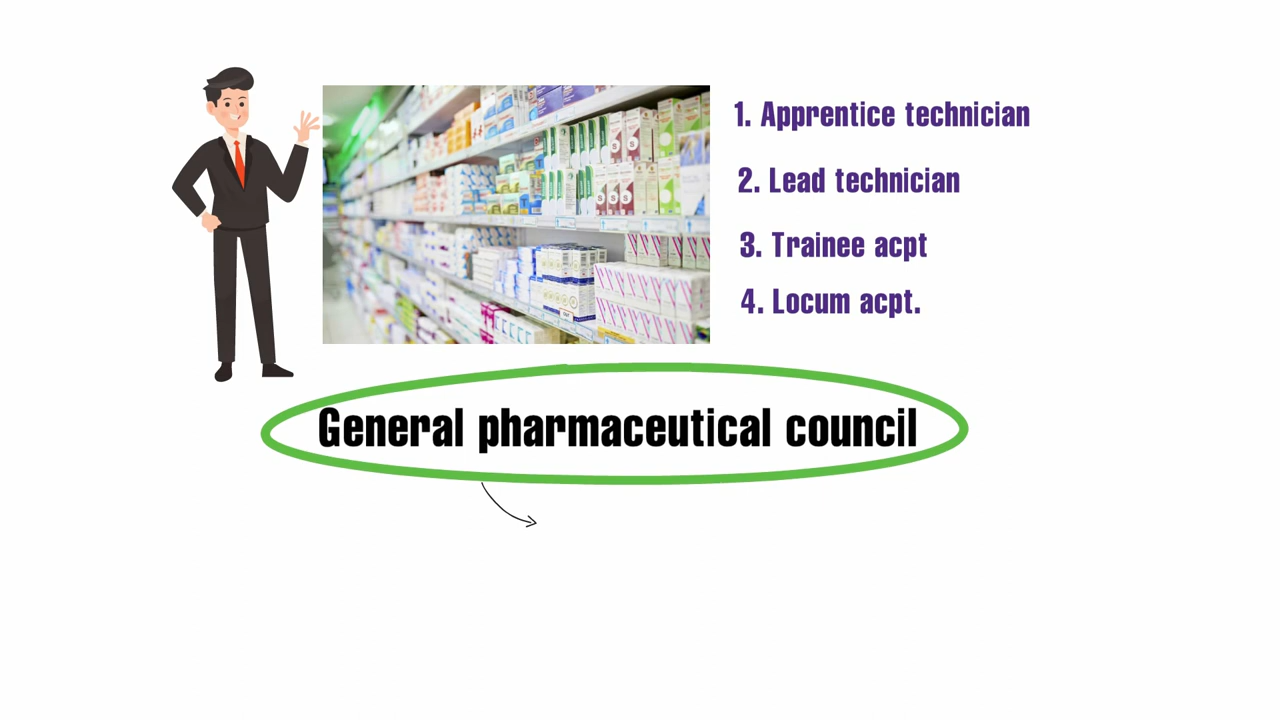 1. Apprentice technician
2. Lead technician
3. Trainee acpt
4. Locum acpt.
General pharmaceutical council